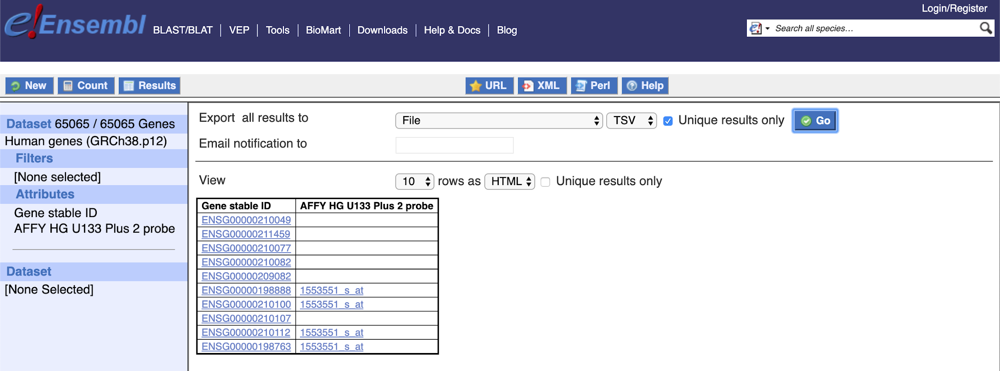 Login/Register
e!Ensembl BLAST/BLAT | VEP | Tools | BioMart | Downloads | Help & Docs | Blog
Search all species...
New Count Results URL XML Perl Help
Dataset 65065 / 65065 Genes
Human genes (GRCh38.p12)
Filters
[None selected]
Attributes
Gene stable ID
AFFY HG U133 Plus 2 probe
Dataset
[None Selected]
Export all results to File TSV Unique results only Go
Email notification to
View 10 rows as HTML Unique results only
Gene stable ID AFFY HG U133 Plus 2 probe
ENSG00000210049
ENSG00000211459
ENSG00000210077
ENSG00000210082
ENSG00000209082
ENSG00000198888 1553551_s_at
ENSG00000210100 1553551_s_at
ENSG00000210107
ENSG00000210112 1553551_s_at
ENSG00000198763 1553551_s_at